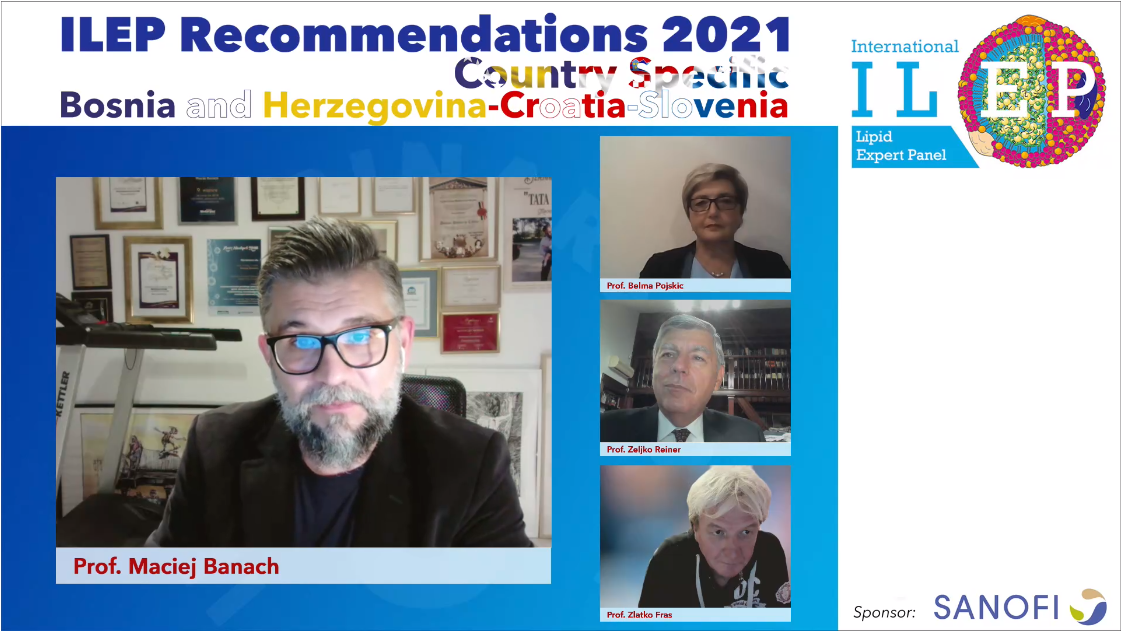 ILEP Recommendations 2021
Country Specific
Bosnia and Herzegovina-Croatia-Slovenia
International
I L E P
Lipid
Expert Panel
"TATA
KETTLER
Prof. Maciej Banach
Prof. Belma Pojskic
Prof. Zeljko Reiner
Prof. Zlatko Fras
Sponsor: SANOFI